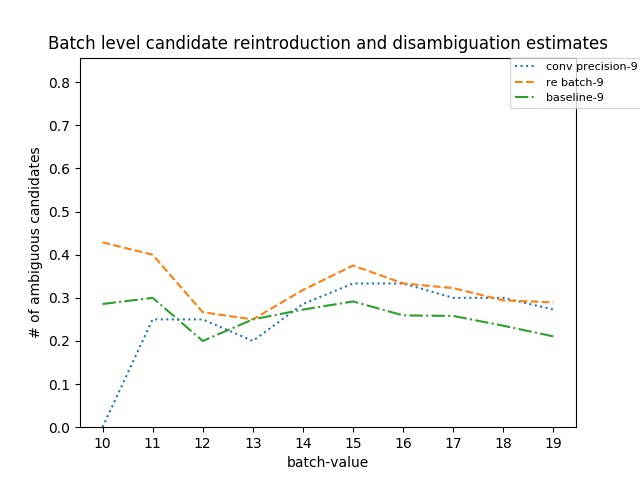 Batch level candidate reintroduction and disambiguation estimates
conv precision-9
re batch-9
baseline-9
# of ambiguous candidates
0.8
0.7
0.6
0.5
0.4
0.3
0.2
0.1
0.0
10 11 12 13 14 15 16 17 18 19
batch-value